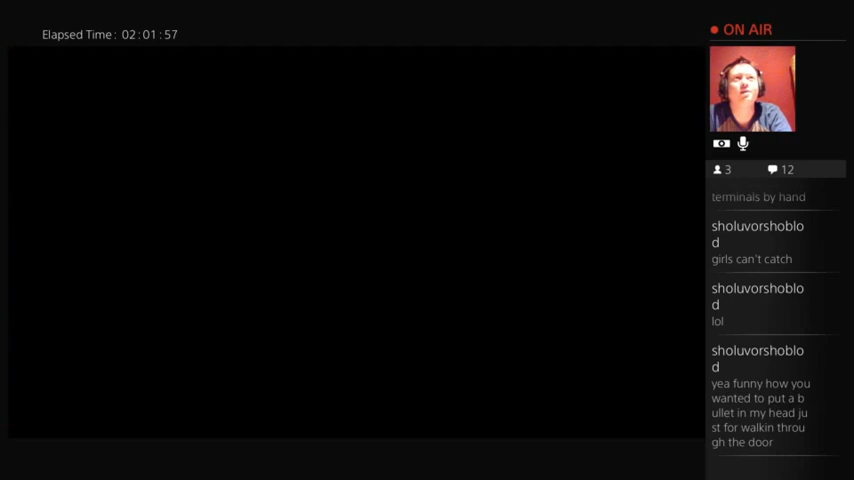 Elapsed Time: 02:01:57
ON AIR
3 12
terminals by hand
sholuvorshoblo
d
girls can't catch
sholuvorshoblo
d
lol
sholuvorshoblo
d
yea funny how you
wanted to put a b
ullet in my head ju
st for walkin throu
gh the door